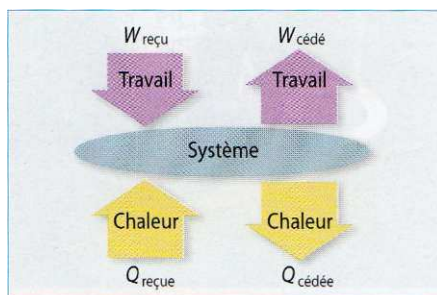 W reçu W cédé
Travail Travail
Système
Chaleur Chaleur
Q reçue Q cédée